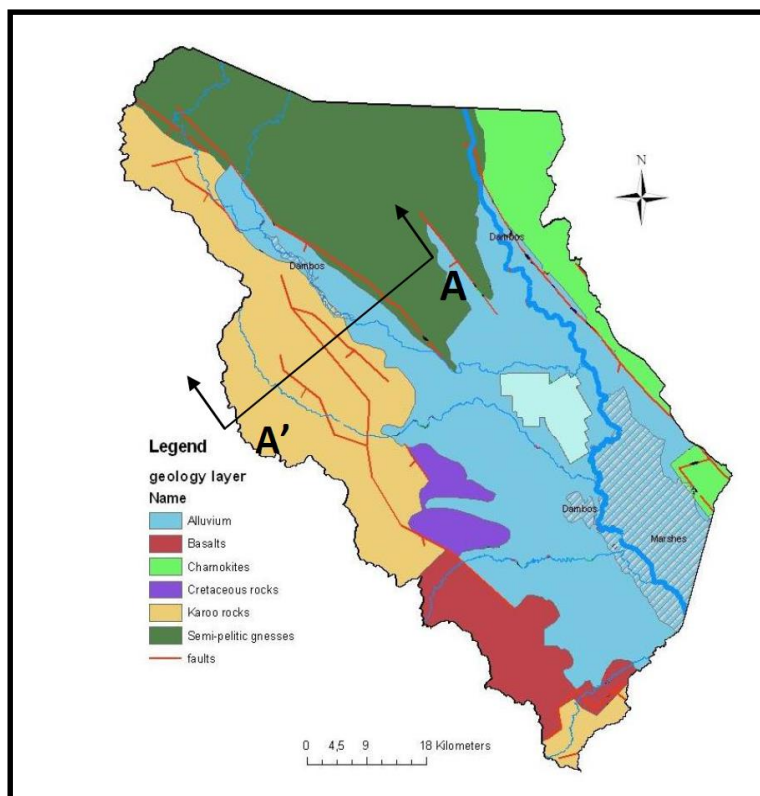 N
Dambos
Dambos
A
A'
Legend
geology layer
Name
Alluvium
Basalts
Charnokites
Cretaceous rocks
Karoo rocks
Semi-pelitic gnesses
faults
Dambos
Marshes
0 4,5 9 18 Kilometers